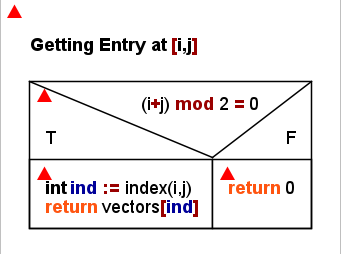 Getting Entry at [i,j]
(i+j) mod 2 = 0
T
F
int ind := index(i,j)
return vectors[ind]
return 0